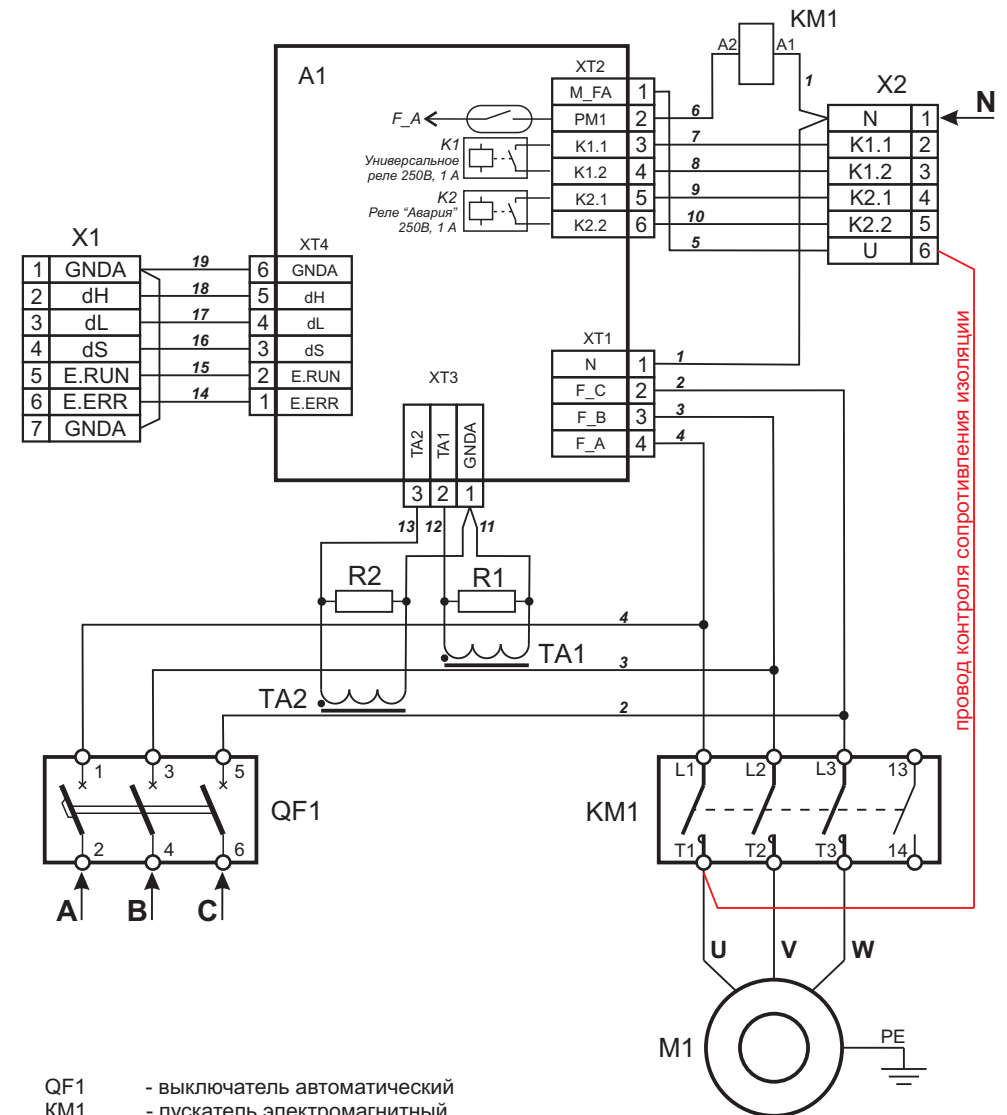 KM1
A2
A1
1
A1
XT2
M_FA 1
PM1 2
K1.1 3
K1.2 4
K2.1 5
K2.2 6
F_A
K1
Универсальное
реле 250В, 1 А
K2
Реле “Авария”
250В, 1 А
6
7
8
9
10
5
X2
N 1
K1.1 2
K1.2 3
K2.1 4
K2.2 5
U 6
N
X1
1 GNDA
2 dH
3 dL
4 dS
5 E.RUN
6 E.ERR
7 GNDA
19
18
17
16
15
14
XT4
6 GNDA
5 dH
4 dL
3 dS
2 E.RUN
1 E.ERR
XT1
N 1
F_C 2
F_B 3
F_A 4
1
2
3
4
XT3
TA2 TA1 GNDA
3 2 1
13 12 11
R2
R1
TA1
TA2
4
3
2
провод контроля сопротивления изоляции
1 3 5
QF1
2 4 6
A B C
L1 L2 L3 13
KM1
T1 T2 T3 14
U V W
M1
PE
QF1 - выключатель автоматический
КМ1 - пускатель электромагнитный